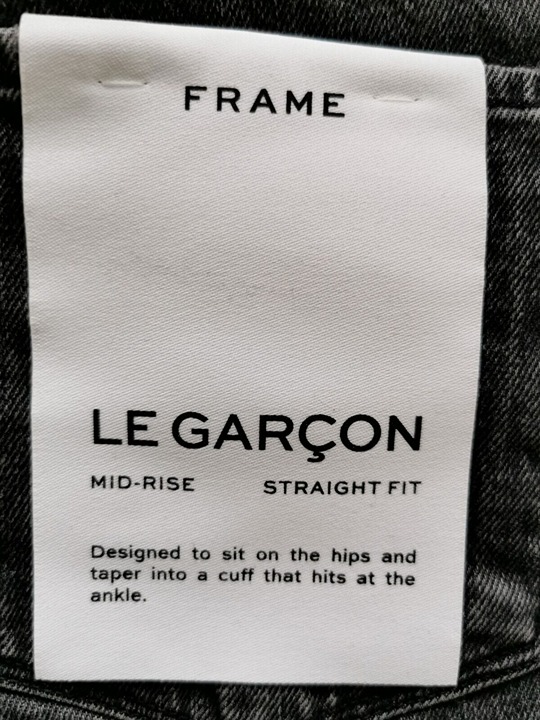 FRAME
LE GARÇON
MID-RISE STRAIGHT FIT
Designed to sit on the hips and
taper into a cuff that hits at the
ankle.